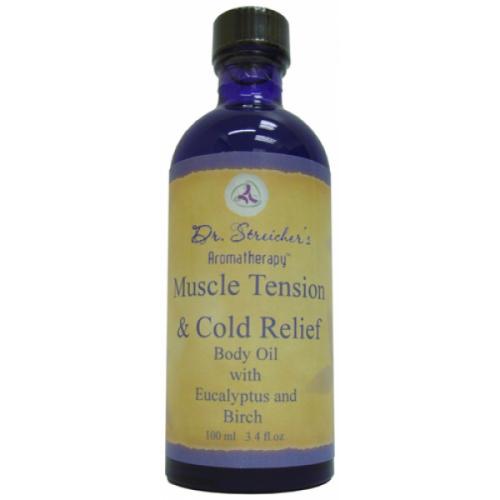 Dr. Streicher's
Aromatherapy™
Muscle Tension
& Cold Relief
Body Oil
with
Eucalyptus and
Birch
100 ml 3 4 fl.oz